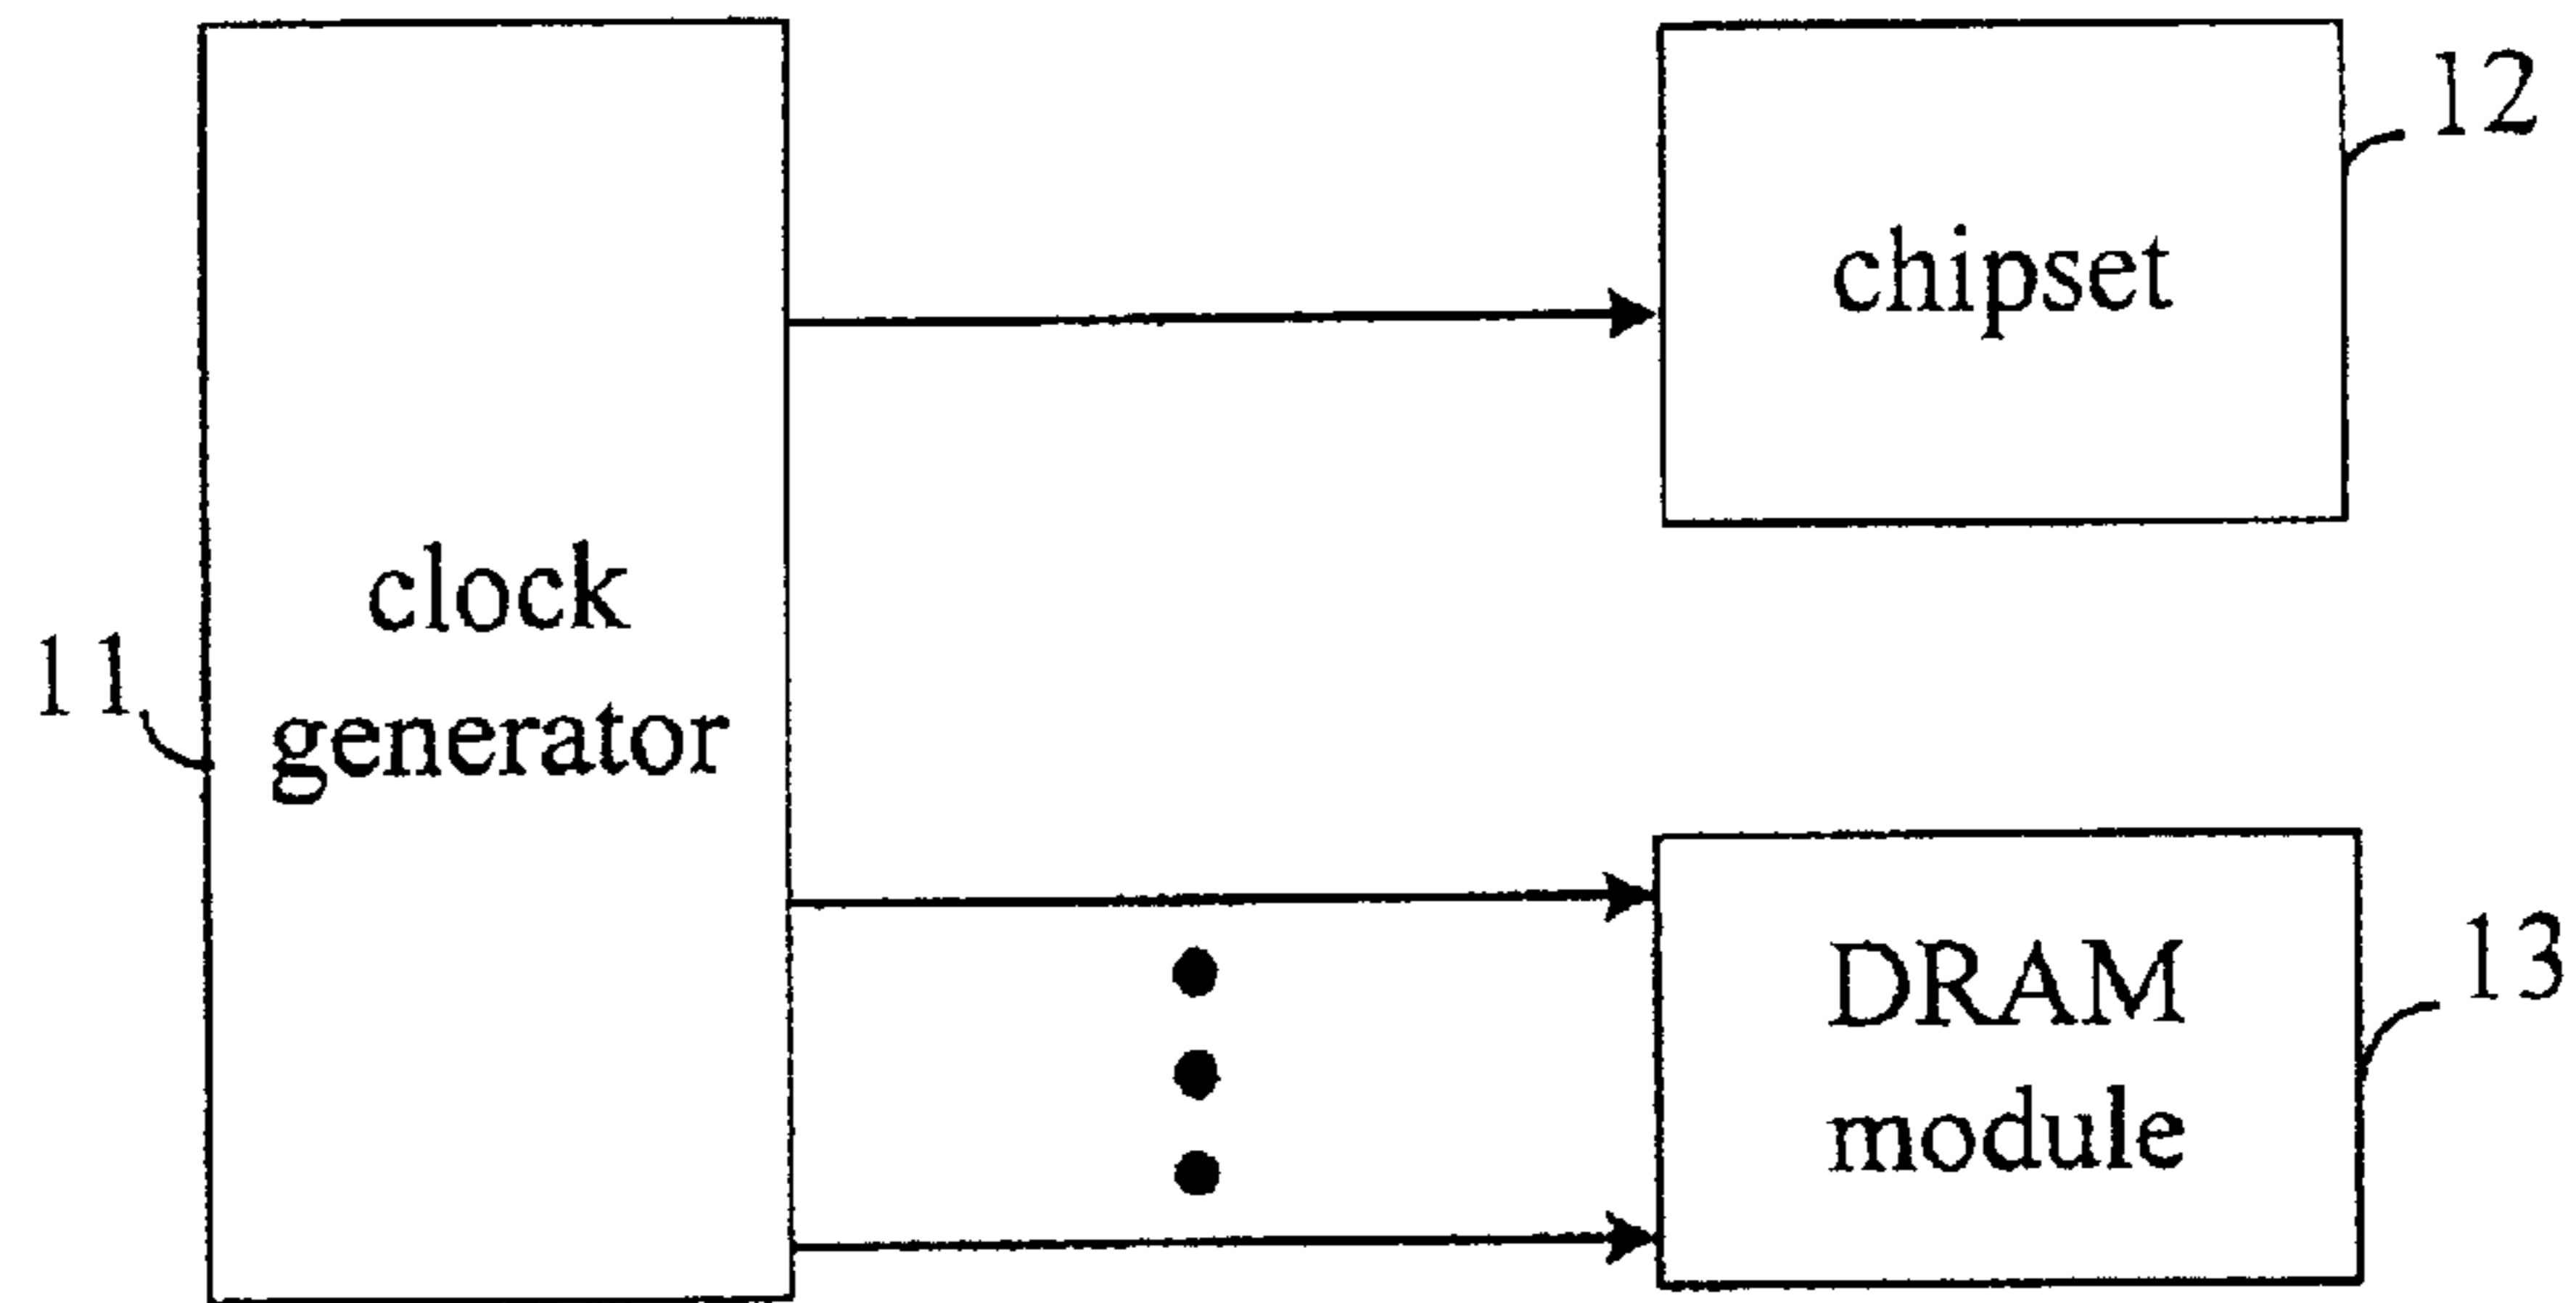 12
chipset
clock
generator
11
DRAM
module
13